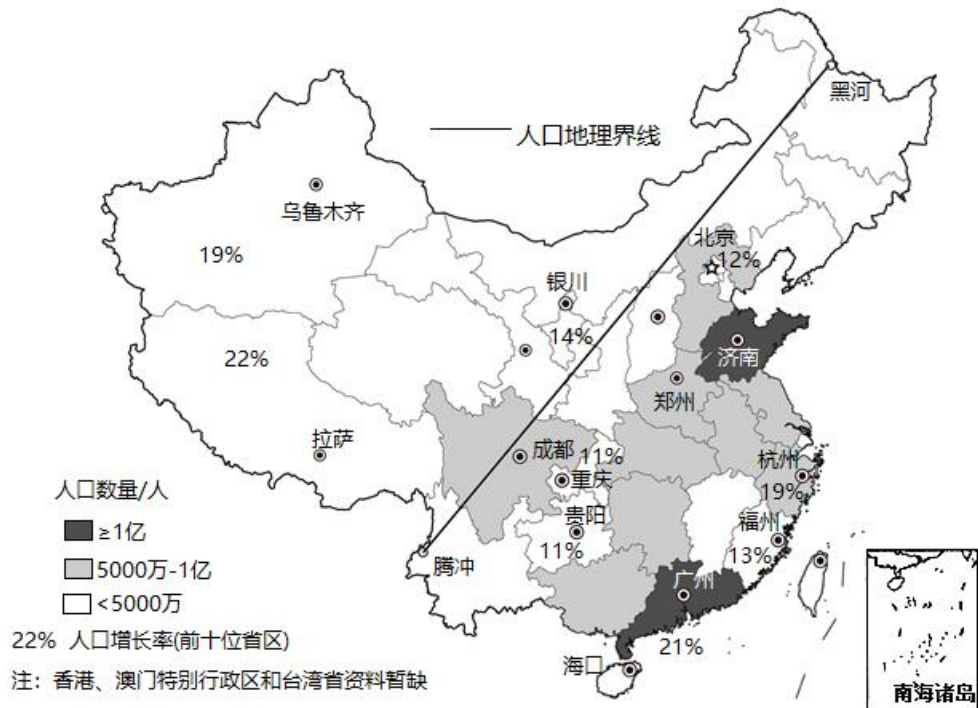 黑河
人口地理界线
乌鲁木齐
北京
12%
19%
银川
14%
22%
济南
郑州
拉萨
成都
11%
重庆
杭州
19%
人口数量/人
≥1亿
贵阳
11%
福州
13%
5000万-1亿
腾冲
广州
<5000万
22% 人口增长率(前十位省区)
21%
海口
注：香港、澳门特别行政区和台湾省资料暂缺
南海诸岛